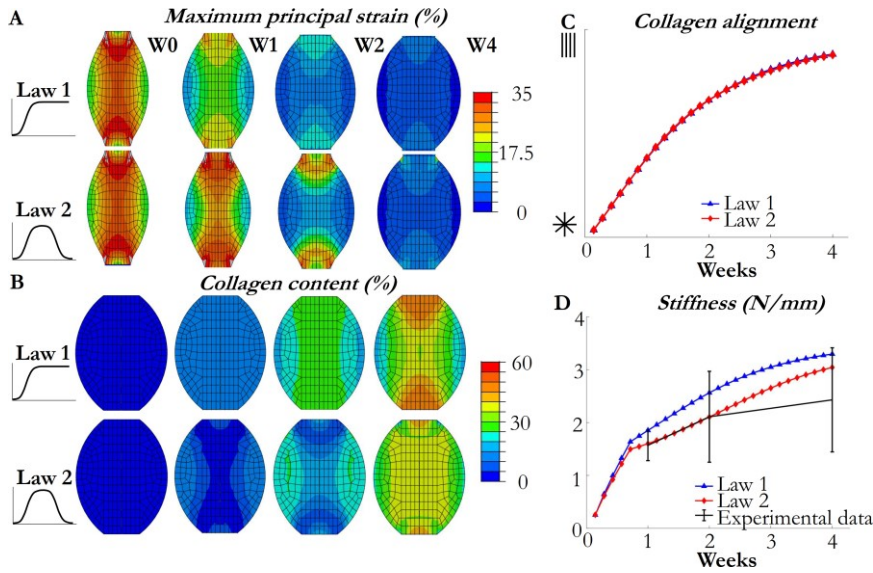 A
Maximum principal strain (%)
W0
W1
W2
W4
Law 1
Law 2
35
17.5
0
B
Collagen content (%)
Law 1
Law 2
60
30
0
C
Collagen alignment
Law 1
Law 2
0
1
2
3
4
Weeks
D
Stiffness (N/mm)
4
3
2
1
0
Law 1
Law 2
Experimental data
0
1
2
3
4
Weeks